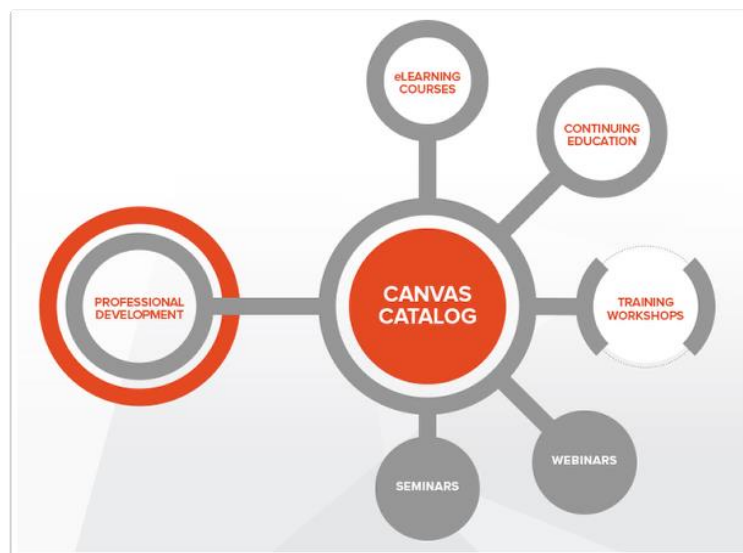 eLEARNING
COURSES
CONTINUING
EDUCATION
PROFESSIONAL
DEVELOPMENT
CANVAS
CATALOG
TRAINING
WORKSHOPS
SEMINARS
WEBINARS